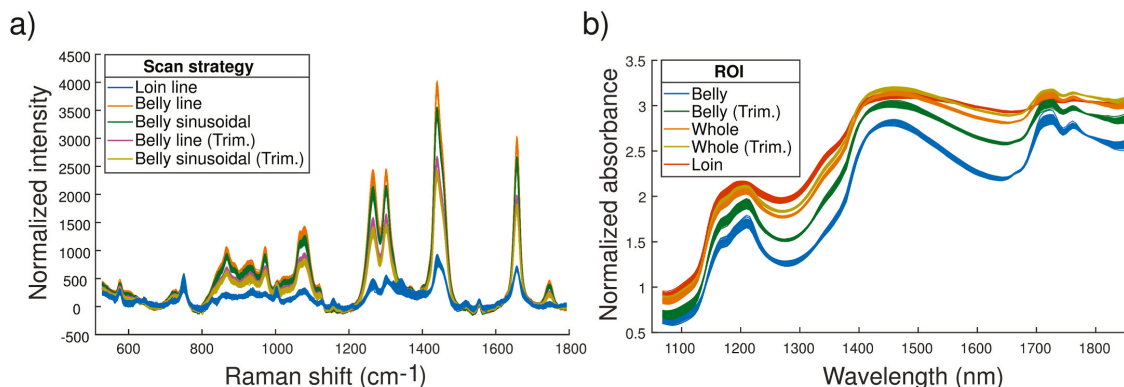 a)
Normalized intensity
4500
4000
3500
3000
2500
2000
1500
1000
500
0
-500
Scan strategy
Loin line
Belly line
Belly sinusoidal
Belly line (Trim.)
Belly sinusoidal (Trim.)
600 800 1000 1200 1400 1600 1800
Raman shift (cm-1)
b)
Normalized absorbance
3.5
3
2.5
2
1.5
1
0.5
ROI
Belly
Belly (Trim.)
Whole
Whole (Trim.)
Loin
1100 1200 1300 1400 1500 1600 1700 1800
Wavelength (nm)